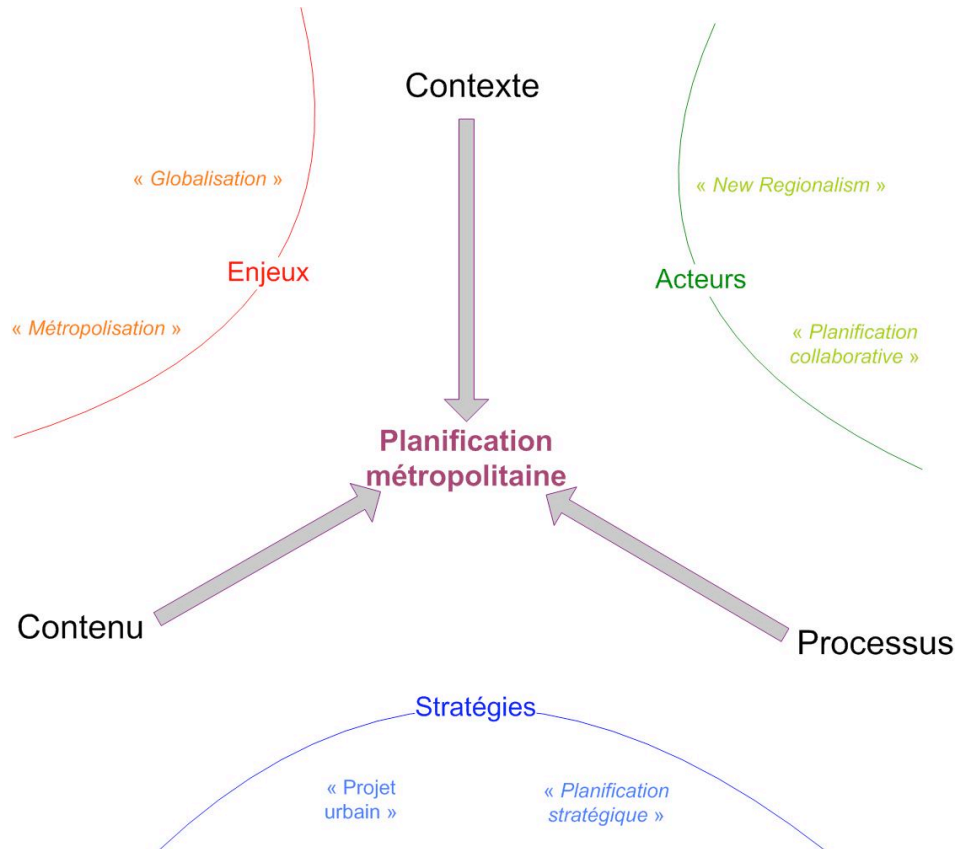 Contexte
« Globalisation »
« New Regionalism »
Enjeux
Acteurs
« Métropolisation »
« Planification
collaborative »
Planification
métropolitaine
Contenu
Processus
Stratégies
« Projet
urbain »
« Planification
stratégique »